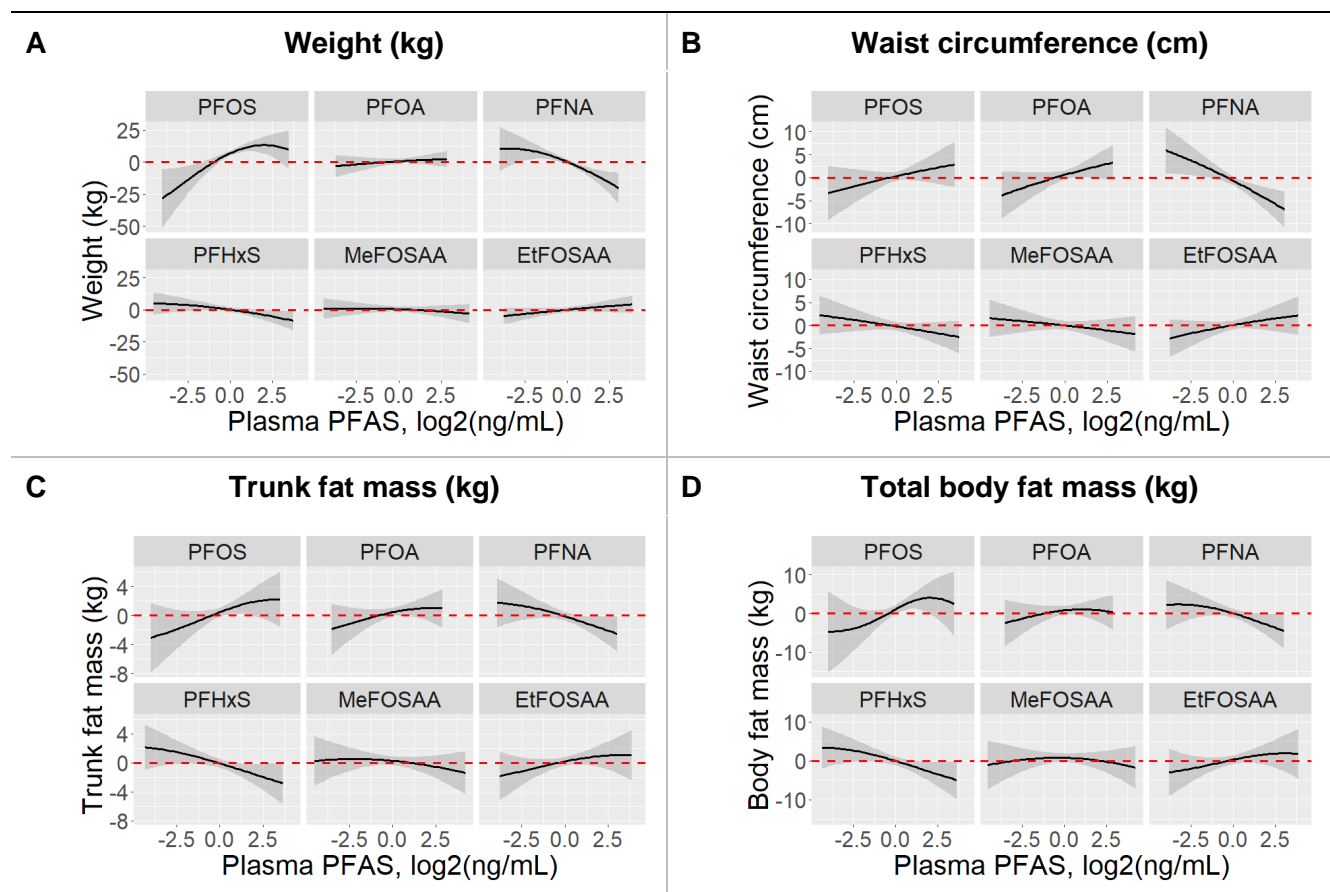 A Weight (kg)
PFOS PFOA PFNA
25
0
-25
-50
PFHxS MeFOSAA EtFOSAA
25
0
-25
-50
Weight (kg)
-2.5 0.0 2.5 -2.5 0.0 2.5 -2.5 0.0 2.5
Plasma PFAS, log2(ng/mL)
B Waist circumference (cm)
PFOS PFOA PFNA
10
5
0
-5
-10
PFHxS MeFOSAA EtFOSAA
10
5
0
-5
-10
Waist circumference (cm)
-2.5 0.0 2.5 -2.5 0.0 2.5 -2.5 0.0 2.5
Plasma PFAS, log2(ng/mL)
C Trunk fat mass (kg)
PFOS PFOA PFNA
4
0
-4
-8
PFHxS MeFOSAA EtFOSAA
4
0
-4
-8
Trunk fat mass (kg)
-2.5 0.0 2.5 -2.5 0.0 2.5 -2.5 0.0 2.5
Plasma PFAS, log2(ng/mL)
D Total body fat mass (kg)
PFOS PFOA PFNA
10
0
-10
PFHxS MeFOSAA EtFOSAA
10
0
-10
Body fat mass (kg)
-2.5 0.0 2.5 -2.5 0.0 2.5 -2.5 0.0 2.5
Plasma PFAS, log2(ng/mL)